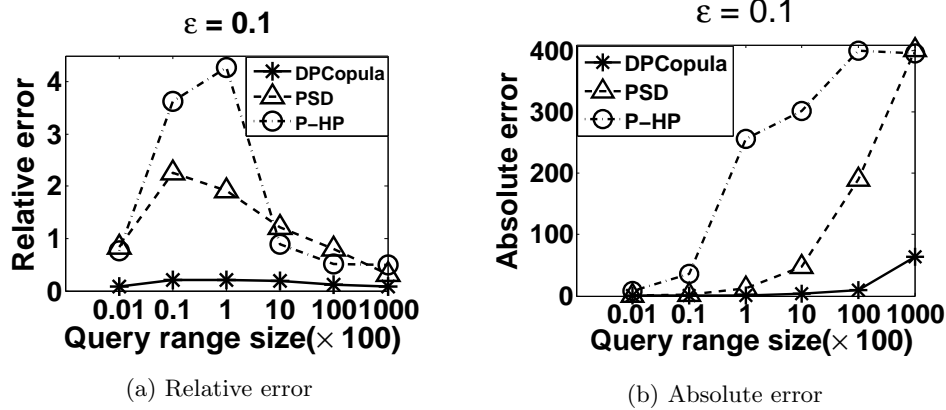 ε = 0.1
DPCopula
PSD
P−HP
Relative error
4
3
2
1
0
0.01 0.1 1 10 100 1000
Query range size(× 100)
(a) Relative error
ε = 0.1
DPCopula
PSD
P−HP
Absolute error
400
300
200
100
0
0.01 0.1 1 10 100 1000
Query range size(× 100)
(b) Absolute error